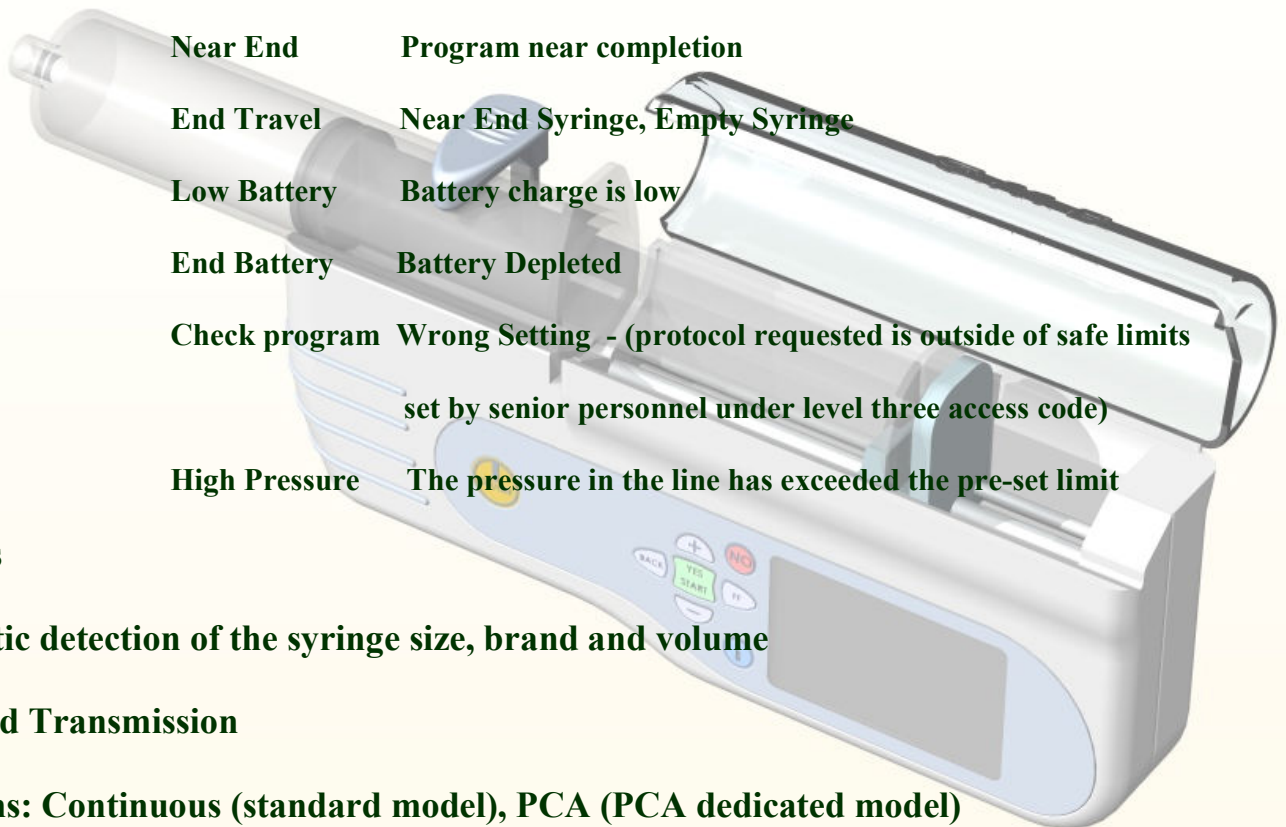 Near End Program near completion
End Travel Near End Syringe, Empty Syringe
Low Battery Battery charge is low
End Battery Battery Depleted
Check program Wrong Setting - (protocol requested is outside of safe limits
set by senior personnel under level three access code)
High Pressure The pressure in the line has exceeded the pre-set limit
s
tic detection of the syringe size, brand and volume
d Transmission
ns: Continuous (standard model), PCA (PCA dedicated model)
+ NO
BACK YES FF
START
−